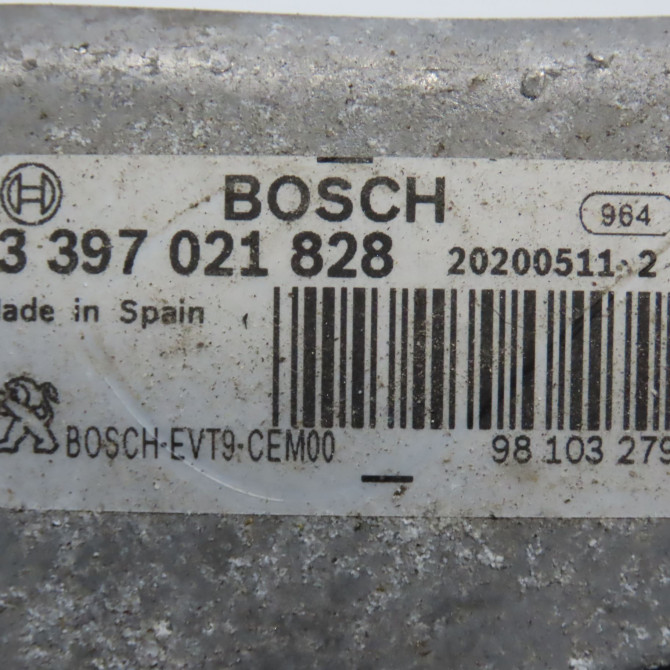 BOSCH
964
3 397 021 828 20200511-2
ade in Spain
BOSCH-EVT9-CEM00
98 103 279